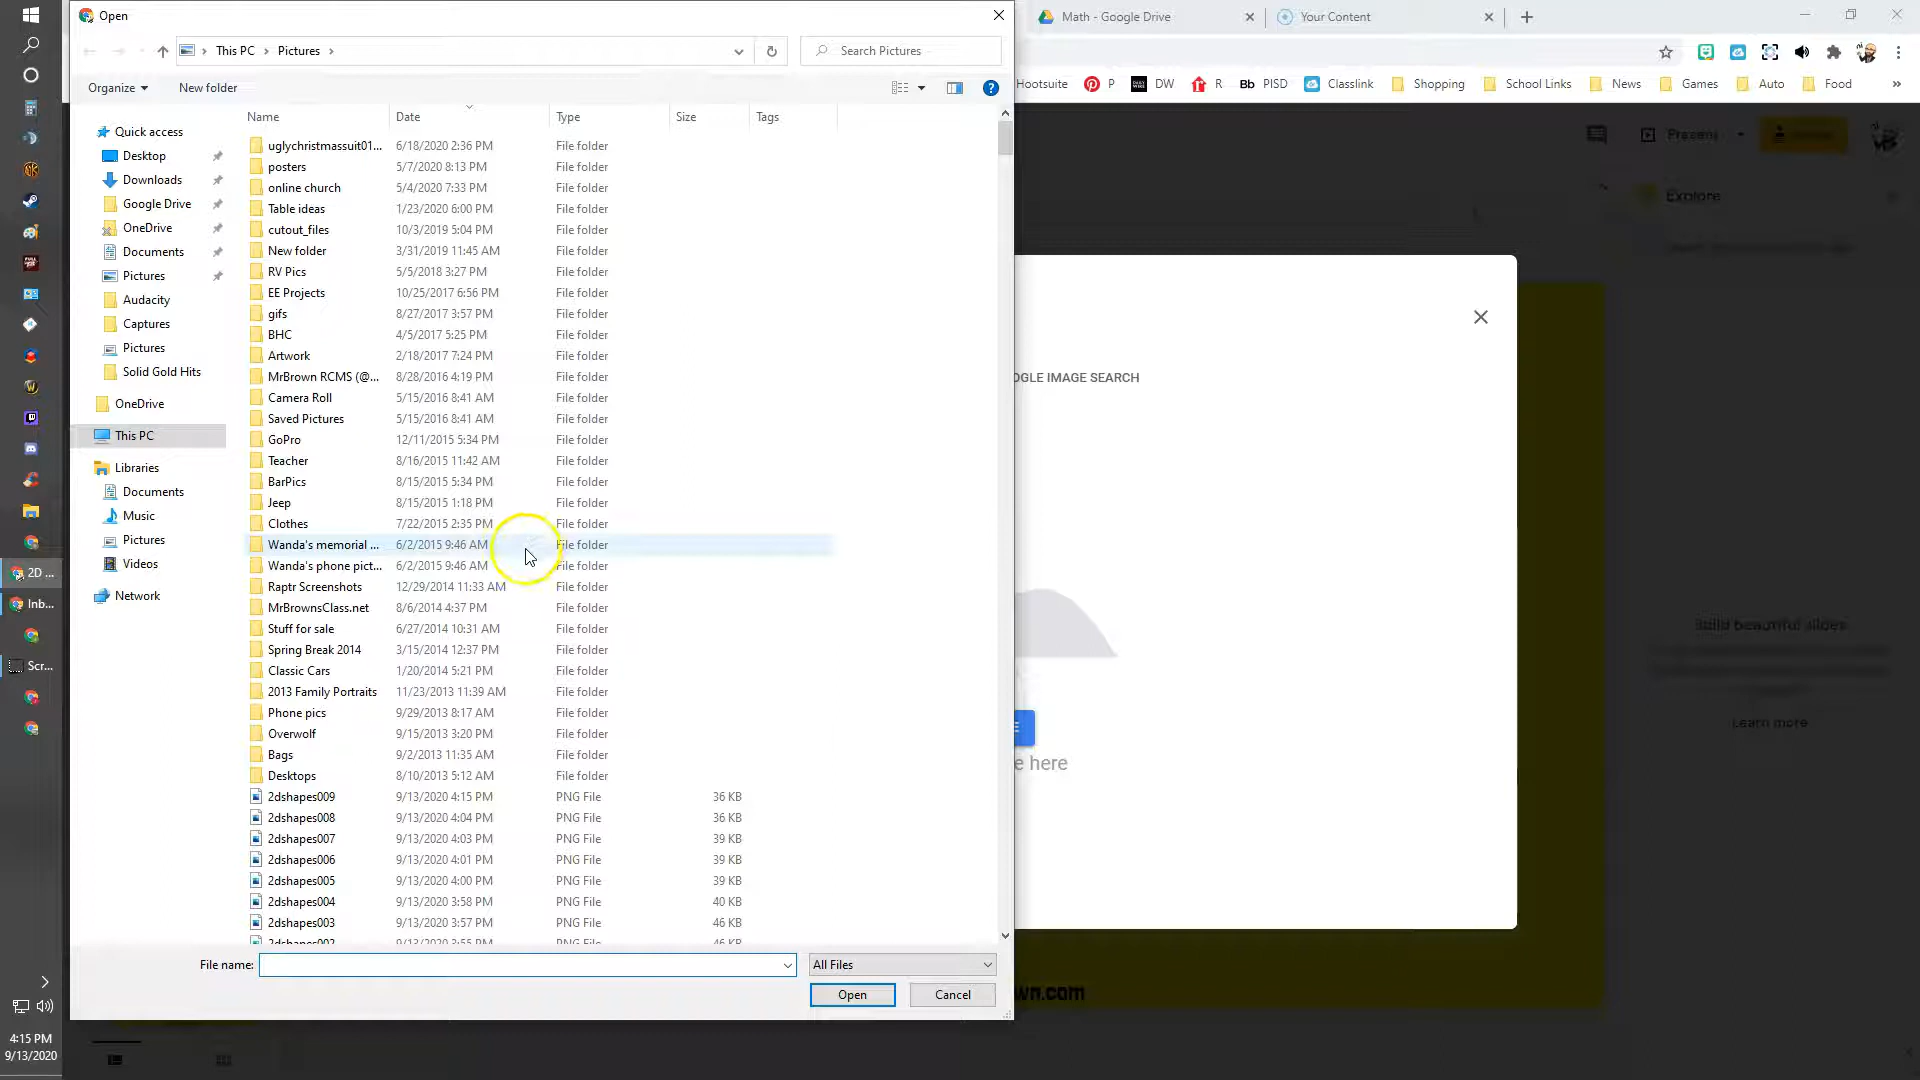 Open
This PC > Pictures >
Search Pictures
Organize
New folder
Name Date Type Size Tags
Quick access
Desktop
Downloads
Google Drive
OneDrive
Documents
Pictures
Audacity
Captures
Pictures
Solid Gold Hits
OneDrive
This PC
Libraries
Documents
Music
Pictures
Videos
Network
uglychristmassuit01... 6/18/2020 2:36 PM File folder
posters 5/7/2020 8:13 PM File folder
online church 5/4/2020 7:33 PM File folder
Table ideas 1/23/2020 6:00 PM File folder
cutout_files 10/3/2019 5:04 PM File folder
New folder 3/31/2019 11:45 AM File folder
RV Pics 5/5/2018 3:27 PM File folder
EE Projects 10/25/2017 6:56 PM File folder
gifs 8/27/2017 3:57 PM File folder
BHC 4/5/2017 5:25 PM File folder
Artwork 2/18/2017 7:24 PM File folder
MrBrown RCMS (@... 8/28/2016 4:19 PM File folder
Camera Roll 5/15/2016 8:41 AM File folder
Saved Pictures 5/15/2016 8:41 AM File folder
GoPro 12/11/2015 5:34 PM File folder
Teacher 8/16/2015 11:42 AM File folder
BarPics 8/15/2015 5:34 PM File folder
Jeep 8/15/2015 1:18 PM File folder
Clothes 7/22/2015 2:35 PM File folder
Wanda's memorial ... 6/2/2015 9:46 AM File folder
Wanda's phone pict... 6/2/2015 9:46 AM File folder
Raptr Screenshots 12/29/2014 11:33 AM File folder
MrBrownsClass.net 8/6/2014 4:37 PM File folder
Stuff for sale 6/27/2014 10:31 AM File folder
Spring Break 2014 3/15/2014 12:37 PM File folder
Classic Cars 1/20/2014 5:21 PM File folder
2013 Family Portraits 11/23/2013 11:39 AM File folder
Phone pics 9/29/2013 8:17 AM File folder
Overwolf 9/15/2013 3:20 PM File folder
Bags 9/2/2013 11:35 AM File folder
Desktops 8/10/2013 5:12 AM File folder
2dshapes009 9/13/2020 4:15 PM PNG File 36 KB
2dshapes008 9/13/2020 4:04 PM PNG File 36 KB
2dshapes007 9/13/2020 4:03 PM PNG File 39 KB
2dshapes006 9/13/2020 4:01 PM PNG File 39 KB
2dshapes005 9/13/2020 4:00 PM PNG File 39 KB
2dshapes004 9/13/2020 3:58 PM PNG File 40 KB
2dshapes003 9/13/2020 3:57 PM PNG File 46 KB
2dshapes002 9/13/2020 3:55 PM PNG File 46 KB
File name:
All Files
Open Cancel
Math - Google Drive
Your Content
Hootsuite P DW R Bb PISD Classlink Shopping School Links News Games Auto Food »
Present
Explore
OGLE IMAGE SEARCH
e here
Build beautiful slides
Learn more
wn.com
2D ...
Inb...
Scr...
4:15 PM
9/13/2020